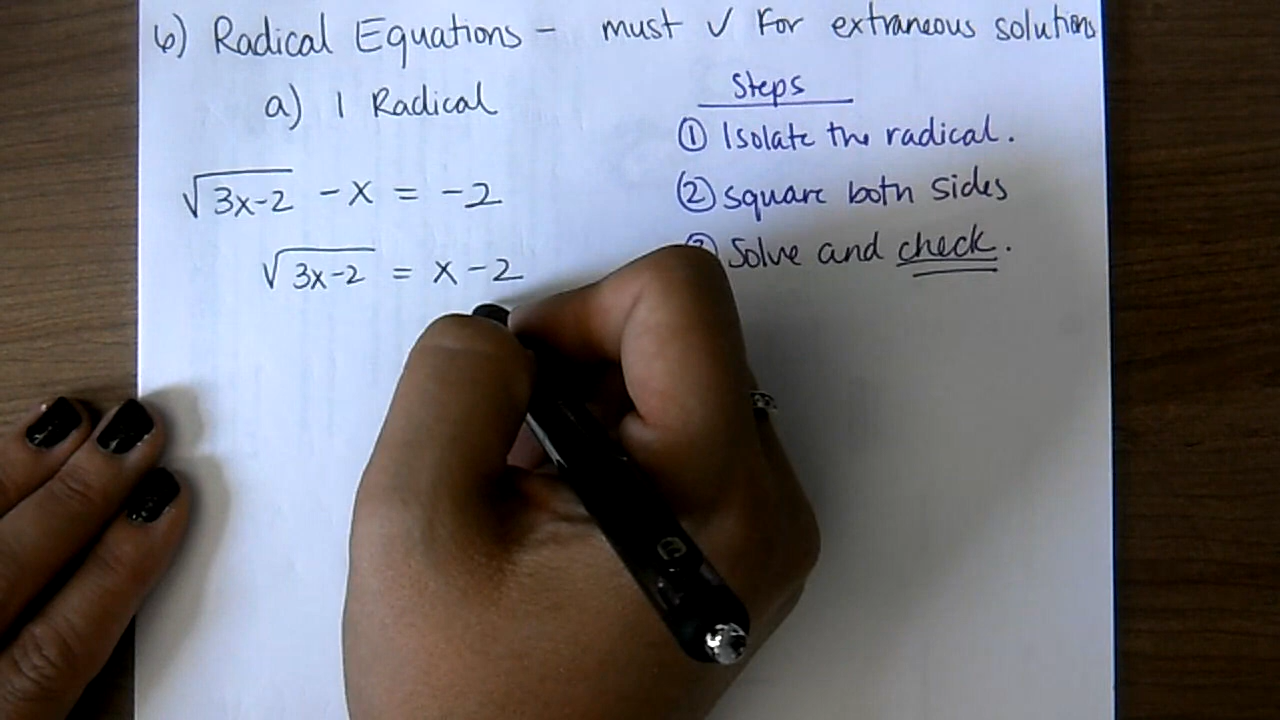 6) Radical Equations - must ✓ For extraneous solutions
a) 1 Radical
√3x-2 - x = -2
√3x-2 = x - 2
Steps
① Isolate the radical.
② square both sides
③ Solve and check.